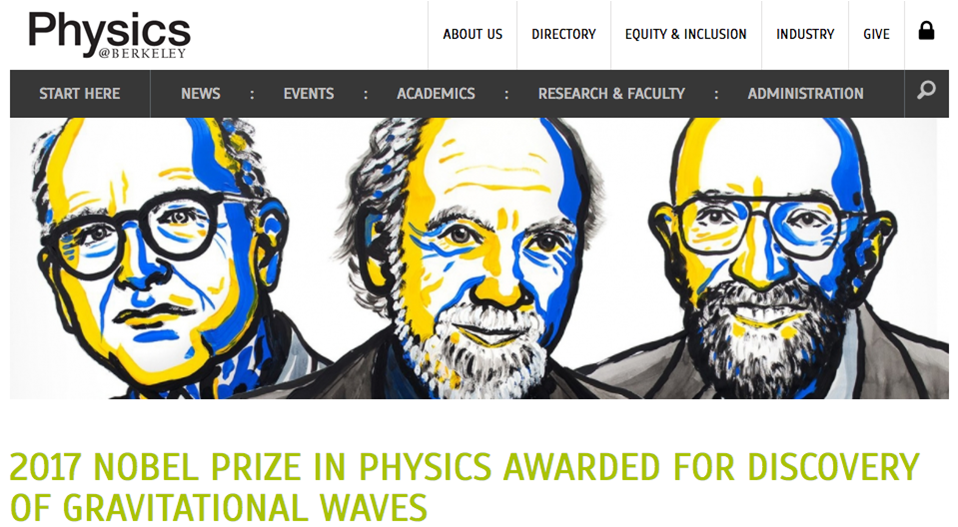 Physics
@BERKELEY
ABOUT US
DIRECTORY
EQUITY & INCLUSION
INDUSTRY
GIVE
START HERE
NEWS : EVENTS : ACADEMICS : RESEARCH & FACULTY : ADMINISTRATION
2017 NOBEL PRIZE IN PHYSICS AWARDED FOR DISCOVERY
OF GRAVITATIONAL WAVES